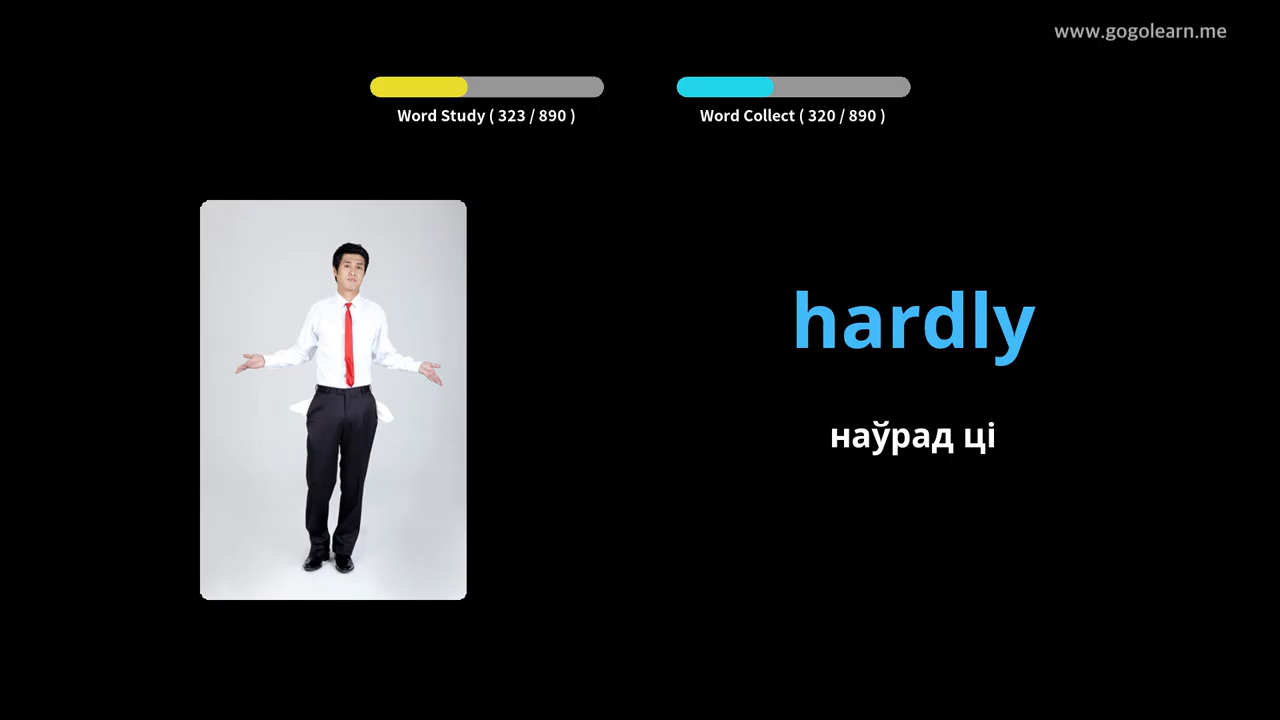 www.gogolearn.me
Word Study ( 323 / 890 )
Word Collect ( 320 / 890 )
hardly
наўрад ці